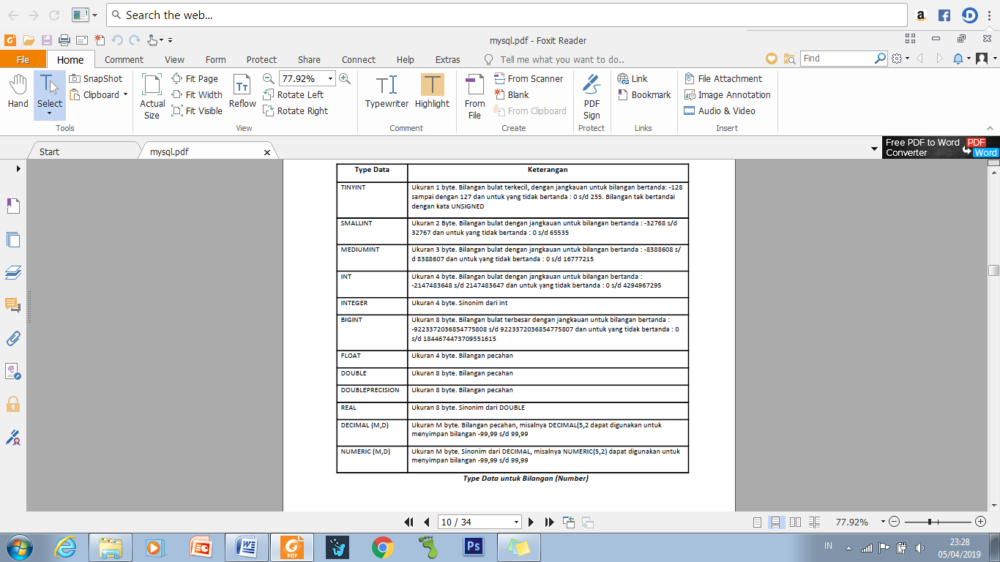 Search the web...
mysql.pdf - Foxit Reader
File Home Comment View Form Protect Share Connect Help Extras Tell me what you want to do.. Find
Hand
Select
SnapShot
Clipboard
Tools
Actual
Size
Fit Page
Fit Width
Fit Visible
Reflow
77.92%
Rotate Left
Rotate Right
View
Typewriter
Highlight
Comment
From
File
From Scanner
Blank
From Clipboard
Create
PDF
Sign
Protect
Link
Bookmark
Links
File Attachment
Image Annotation
Audio & Video
Insert
Start
mysql.pdf
Free PDF to Word
Converter
PDF
Word
Type Data Keterangan
TINYINT Ukuran 1 byte. Bilangan bulat terkecil, dengan jangkauan untuk bilangan bertanda: -128
sampai dengan 127 dan untuk yang tidak bertanda : 0 s/d 255. Bilangan tak bertandai
dengan kata UNSIGNED
SMALLINT Ukuran 2 Byte. Bilangan bulat dengan jangkauan untuk bilangan bertanda : -32768 s/d
32767 dan untuk yang tidak bertanda : 0 s/d 65535
MEDIUMINT Ukuran 3 byte. Bilangan bulat dengan jangkauan untuk bilangan bertanda : -8388608 s/
d 8388607 dan untuk yang tidak bertanda : 0 s/d 16777215
INT Ukuran 4 byte. Bilangan bulat dengan jangkauan untuk bilangan bertanda :
-2147483648 s/d 2147483647 dan untuk yang tidak bertanda : 0 s/d 4294967295
INTEGER Ukuran 4 byte. Sinonim dari int
BIGINT Ukuran 8 byte. Bilangan bulat terbesar dengan jangkauan untuk bilangan bertanda :
-9223372036854775808 s/d 9223372036854775807 dan untuk yang tidak bertanda : 0
s/d 1844674473709551615
FLOAT Ukuran 4 byte. Bilangan pecahan
DOUBLE Ukuran 8 byte. Bilangan pecahan
DOUBLEPRECISION Ukuran 8 byte. Bilangan pecahan
REAL Ukuran 8 byte. Sinonim dari DOUBLE
DECIMAL (M,D) Ukuran M byte. Bilangan pecahan, misalnya DECIMAL(5,2 dapat digunakan untuk
menyimpan bilangan -99,99 s/d 99,99
NUMERIC (M,D) Ukuran M byte. Sinonim dari DECIMAL, misalnya NUMERIC(5,2) dapat digunakan untuk
menyimpan bilangan -99,99 s/d 99,99
Type Data untuk Bilangan (Number)
10 / 34
77.92%
PDF
Ps
IN
23:28
05/04/2019